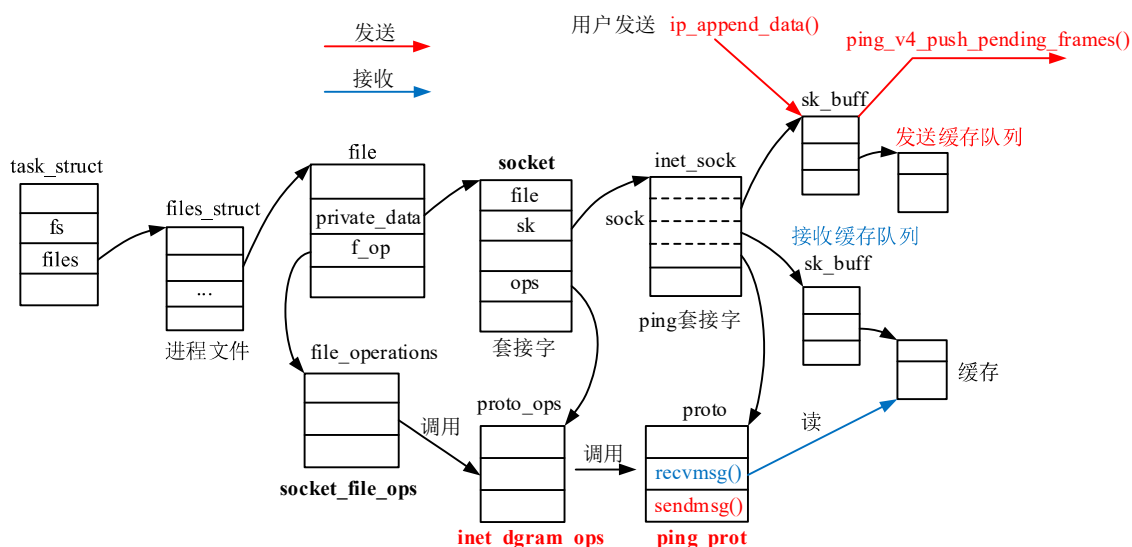 发送
接收
用户发送 ip_append_data()
ping_v4_push_pending_frames()
sk_buff
发送缓存队列
task_struct
fs
files
files_struct
...
进程文件
file
private_data
f_op
socket
file
sk
ops
套接字
inet_sock
sock
ping套接字
接收缓存队列
sk_buff
缓存
读
file_operations
调用
socket_file_ops
proto_ops
调用
inet_dgram_ops
proto
recvmsg()
sendmsg()
ping_prot